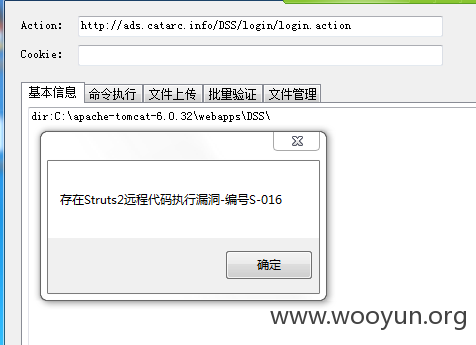 Action: http://ads.catarc.info/DSS/login/login.action
Cookie:
基本信息 命令执行 文件上传 批量验证 文件管理
dir:C:\apache-tomcat-6.0.32\webapps\DSS\
存在Struts2远程代码执行漏洞-编号S-016
确定
www.wooyun.org